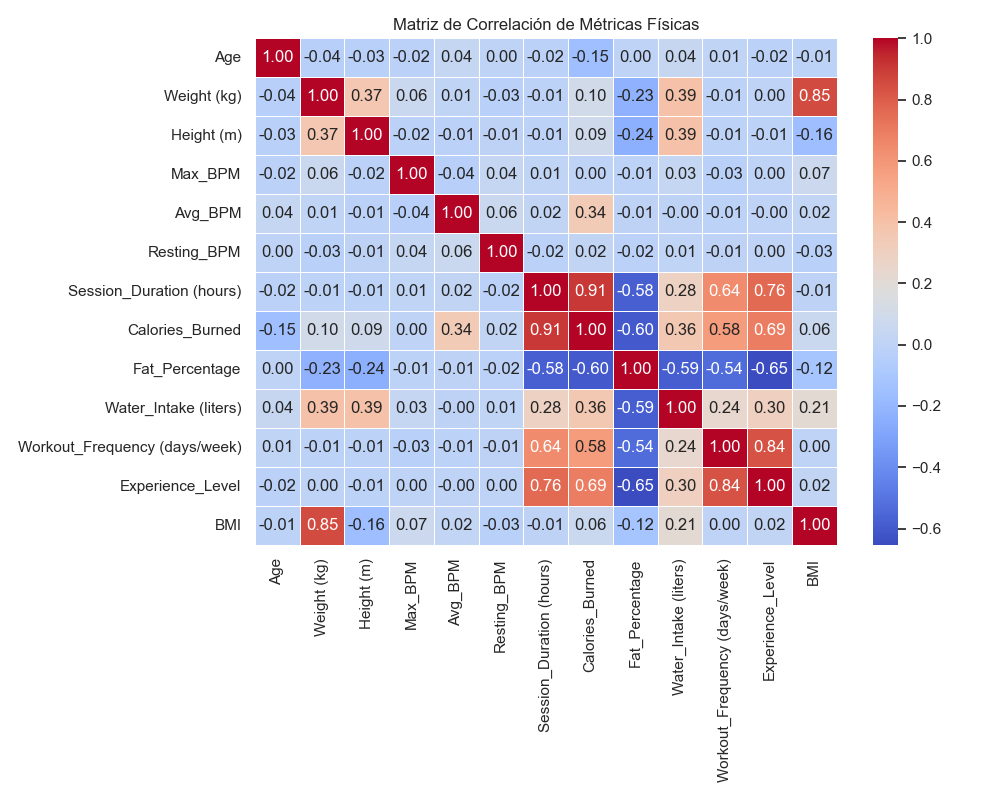 Matriz de Correlación de Métricas Físicas
Age 1.00 -0.04 -0.03 -0.02 0.04 0.00 -0.02 -0.15 0.00 0.04 0.01 -0.02 -0.01
Weight (kg) -0.04 1.00 0.37 0.06 0.01 -0.03 -0.01 0.10 -0.23 0.39 -0.01 0.00 0.85
Height (m) -0.03 0.37 1.00 -0.02 -0.01 -0.01 -0.01 0.09 -0.24 0.39 -0.01 -0.01 -0.16
Max_BPM -0.02 0.06 -0.02 1.00 -0.04 0.04 0.01 0.00 -0.01 0.03 -0.03 0.00 0.07
Avg_BPM 0.04 0.01 -0.01 -0.04 1.00 0.06 0.02 0.34 -0.01 -0.00 -0.01 -0.00 0.02
Resting_BPM 0.00 -0.03 -0.01 0.04 0.06 1.00 -0.02 0.02 -0.02 0.01 -0.01 0.00 -0.03
Session_Duration (hours) -0.02 -0.01 -0.01 0.01 0.02 -0.02 1.00 0.91 -0.58 0.28 0.64 0.76 -0.01
Calories_Burned -0.15 0.10 0.09 0.00 0.34 0.02 0.91 1.00 -0.60 0.36 0.58 0.69 0.06
Fat_Percentage 0.00 -0.23 -0.24 -0.01 -0.01 -0.02 -0.58 -0.60 1.00 -0.59 -0.54 -0.65 -0.12
Water_Intake (liters) 0.04 0.39 0.39 0.03 -0.00 0.01 0.28 0.36 -0.59 1.00 0.24 0.30 0.21
Workout_Frequency (days/week) 0.01 -0.01 -0.01 -0.03 -0.01 -0.01 0.64 0.58 -0.54 0.24 1.00 0.84 0.00
Experience_Level -0.02 0.00 -0.01 0.00 -0.00 0.00 0.76 0.69 -0.65 0.30 0.84 1.00 0.02
BMI -0.01 0.85 -0.16 0.07 0.02 -0.03 -0.01 0.06 -0.12 0.21 0.00 0.02 1.00
Age
Weight (kg)
Height (m)
Max_BPM
Avg_BPM
Resting_BPM
Session_Duration (hours)
Calories_Burned
Fat_Percentage
Water_Intake (liters)
Workout_Frequency (days/week)
Experience_Level
BMI
1.0
0.8
0.6
0.4
0.2
0.0
−0.2
−0.4
−0.6